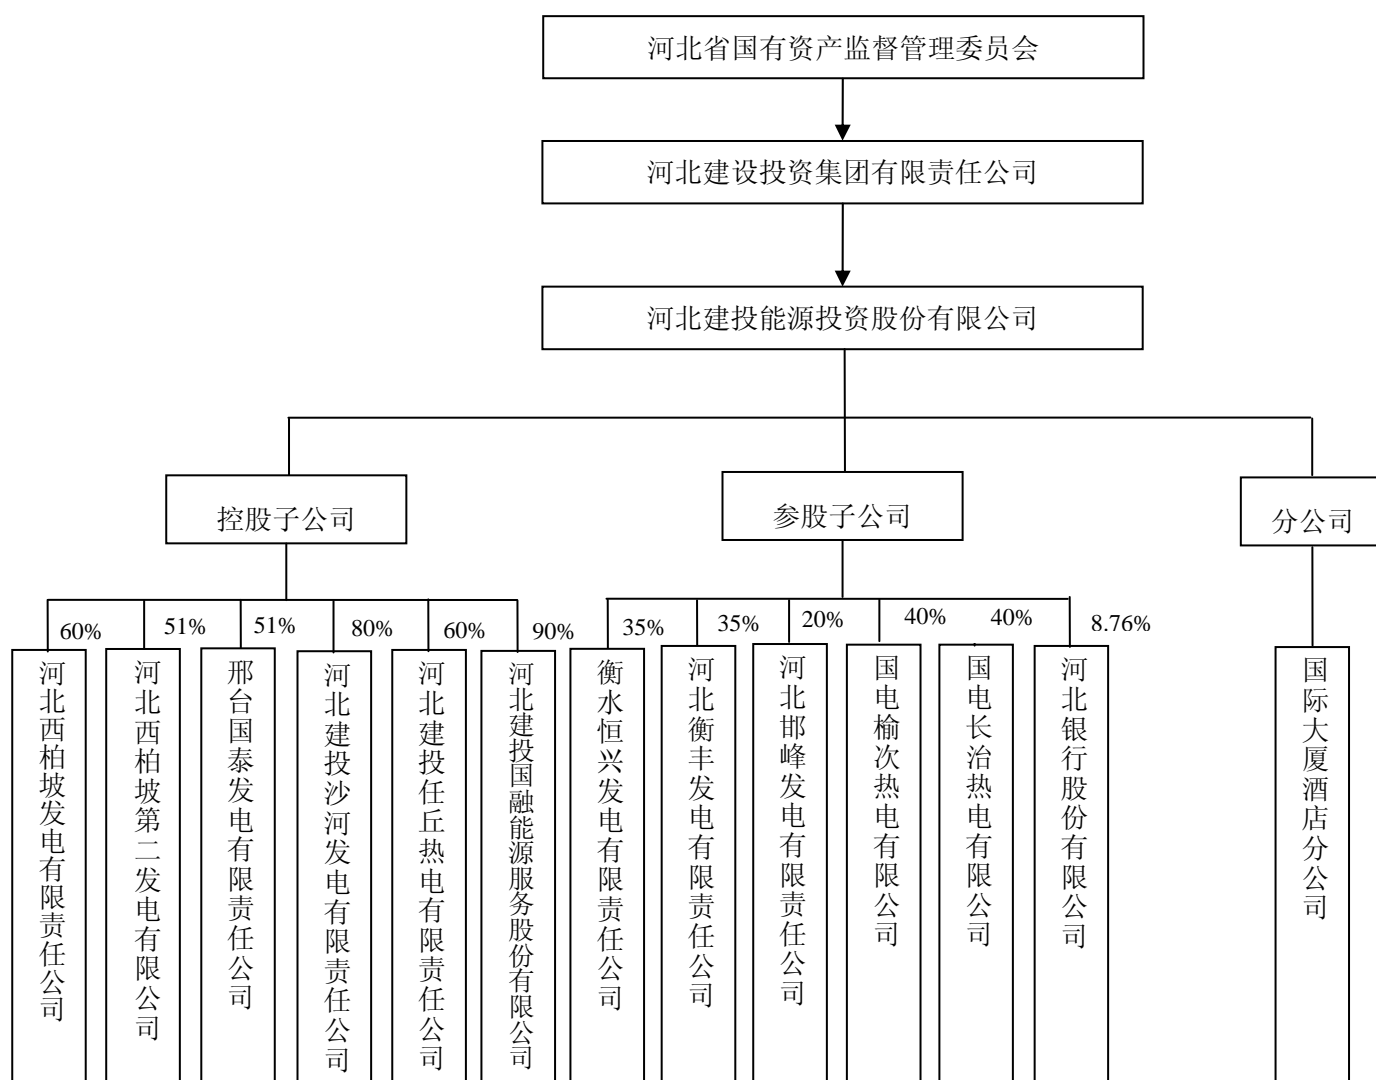 河北省国有资产监督管理委员会
河北建设投资集团有限责任公司
河北建投能源投资股份有限公司
控股子公司
参股子公司
分公司
60%
51%
51%
80%
60%
90%
35%
35%
20%
40%
40%
8.76%
河北西柏坡发电有限责任公司
河北西柏坡第二发电有限公司
邢台国泰发电有限责任公司
河北建投沙河发电有限责任公司
河北建投任丘热电有限责任公司
河北建投国融能源服务股份有限公司
衡水恒兴发电有限责任公司
河北衡丰发电有限责任公司
河北邯峰发电有限责任公司
国电榆次热电有限公司
国电长治热电有限公司
河北银行股份有限公司
国际大厦酒店分公司